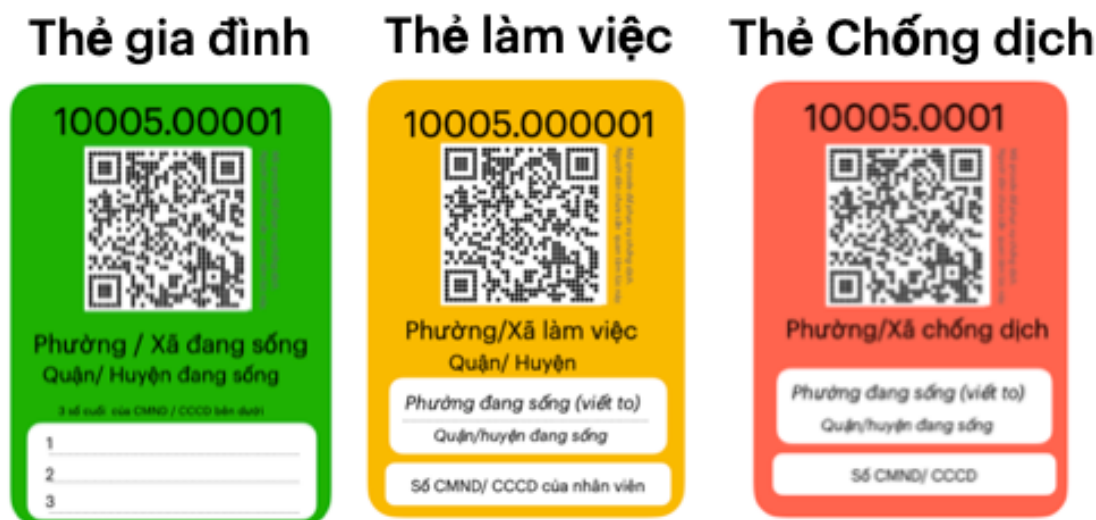 Thẻ gia đình
10005.00001
Phường / Xã đang sống
Quận/ Huyện đang sống
3 số cuối của CMND / CCCD bên dưới
1
2
3
Thẻ làm việc
10005.000001
Phường/Xã làm việc
Quận/ Huyện
Phường đang sống (viết to)
Quận/huyện đang sống
Số CMND/ CCCD của nhân viên
Thẻ Chống dịch
10005.0001
Phường/Xã chống dịch
Phường đang sống (viết to)
Quận/huyện đang sống
Số CMND/ CCCD